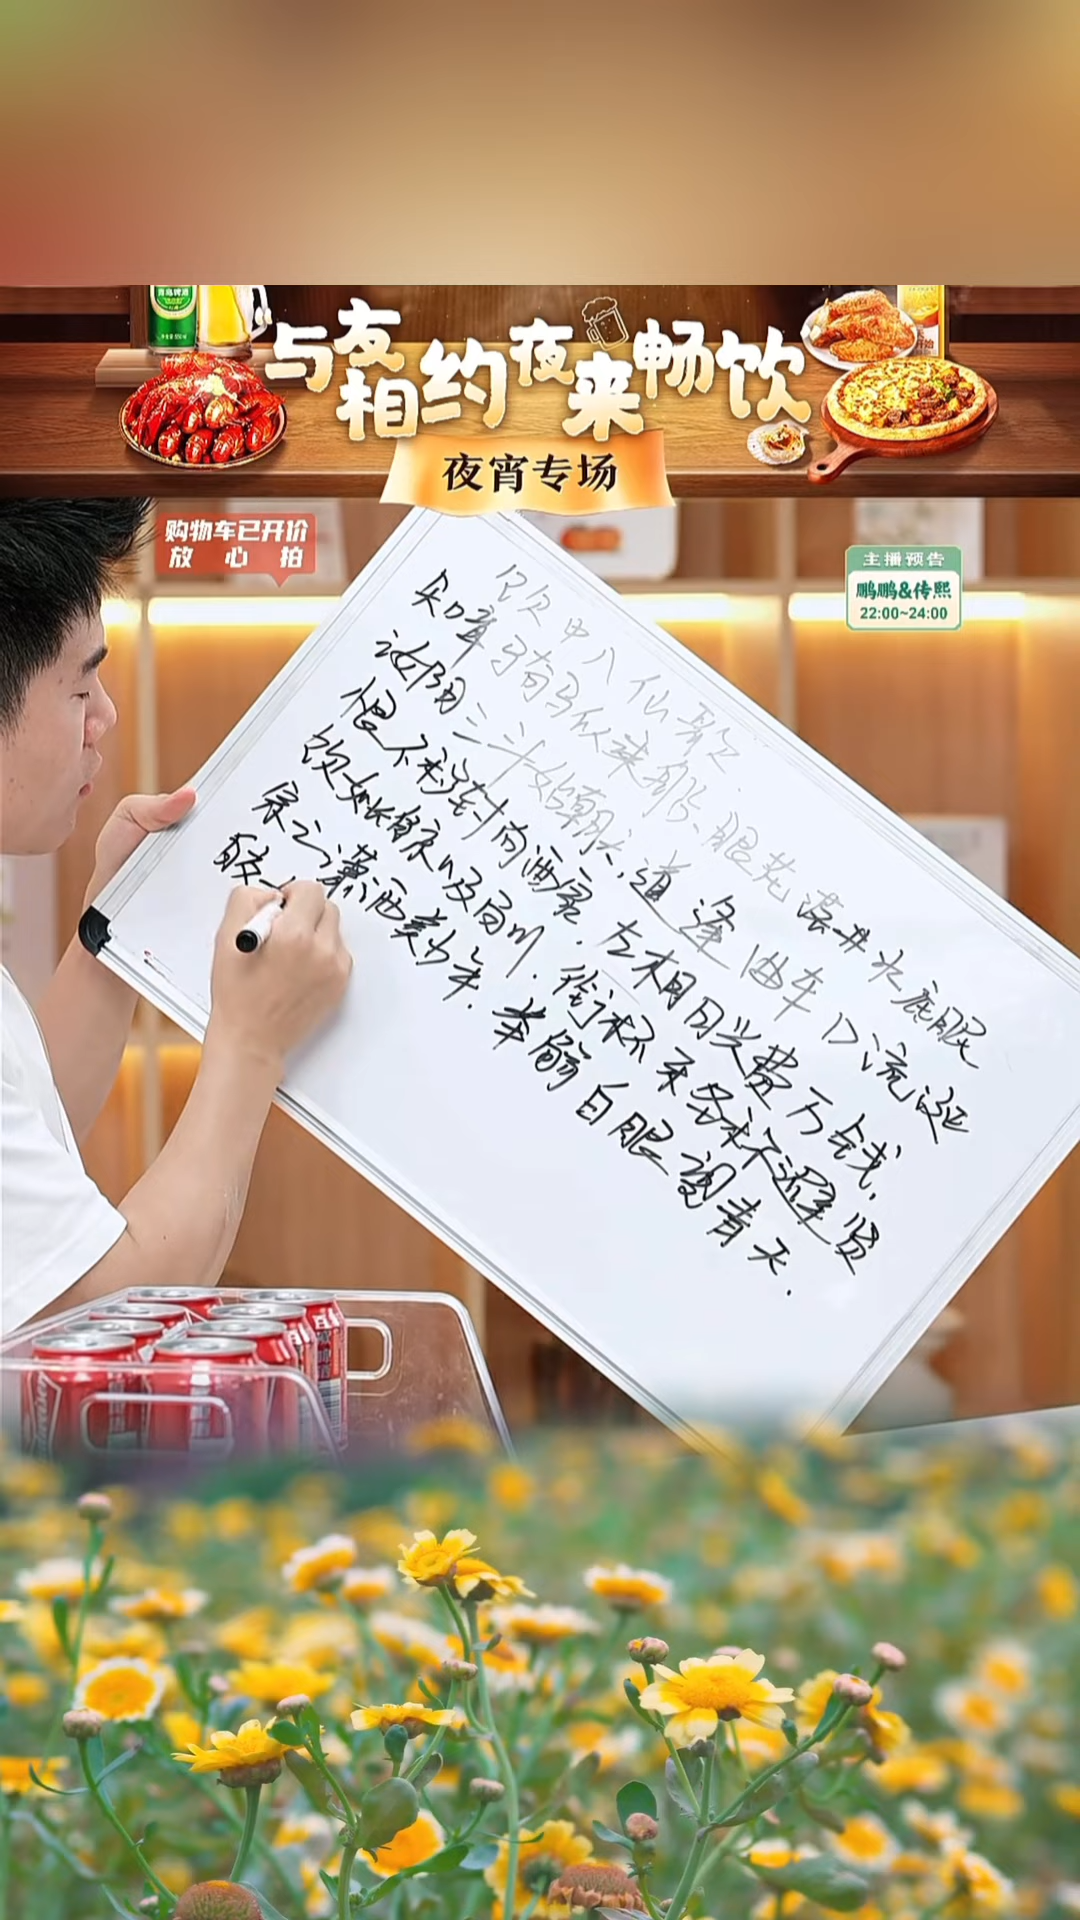 青岛啤酒
与友相约夜来畅饮
夜宵专场
购物车已开价
放心拍
主播预告
鹏鹏&传熙
22:00~24:00
饮中八仙歌
知章骑马似乘船、眼花落井水底眠
汝阳三斗始朝天，道逢曲车口流涎
恨不移封向酒泉．左相日兴费万钱，
饮如长鲸吸百川．衔杯乐圣称避贤
宗之潇洒美少年．举觞白眼望青天．
皎